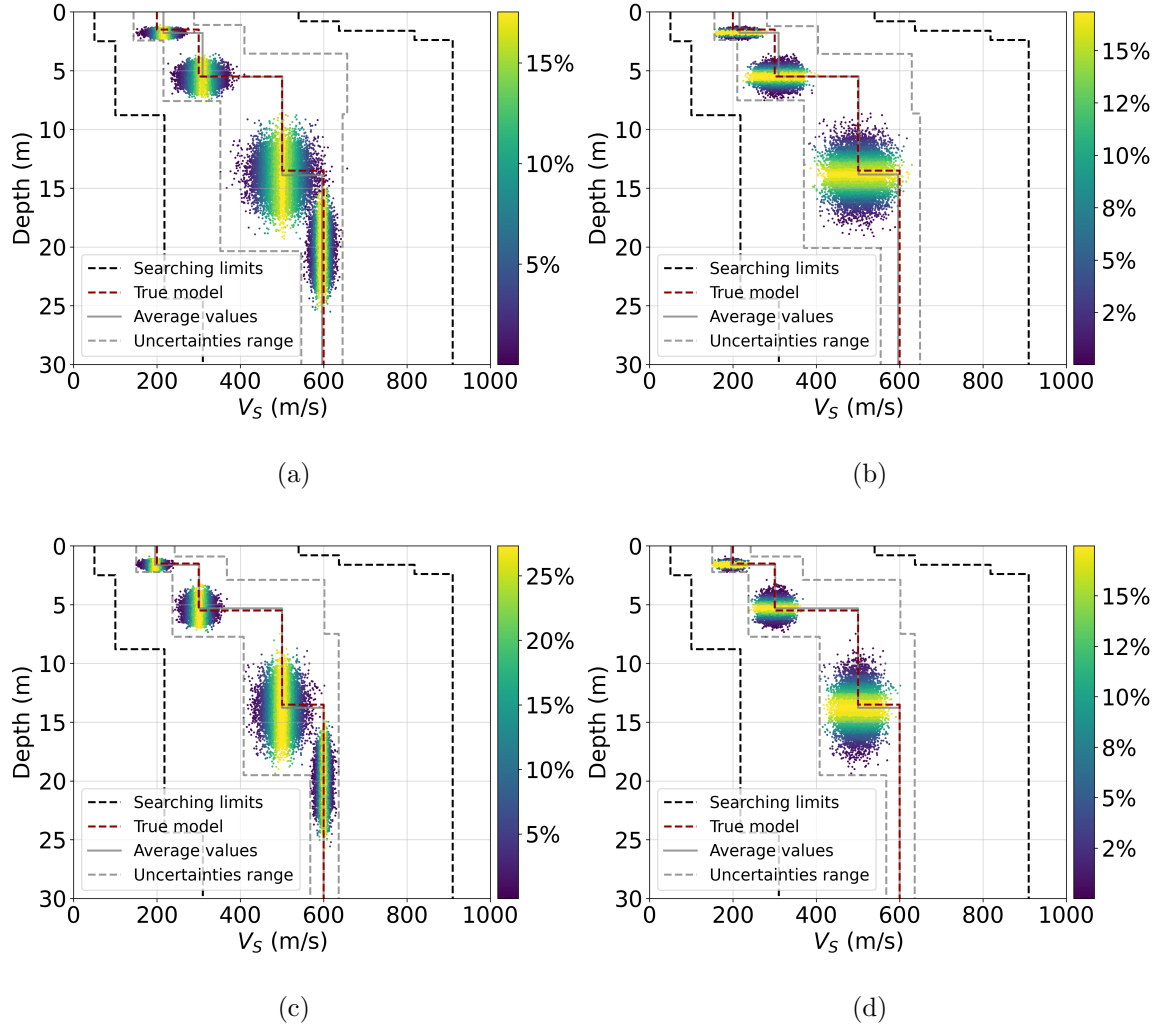 0
5
10
15
20
25
30
Depth (m)
0 200 400 600 800 1000
V_S (m/s)
Searching limits
True model
Average values
Uncertainties range
15%
10%
5%
(a)
0
5
10
15
20
25
30
Depth (m)
0 200 400 600 800 1000
V_S (m/s)
Searching limits
True model
Average values
Uncertainties range
15%
12%
10%
8%
5%
2%
(b)
0
5
10
15
20
25
30
Depth (m)
0 200 400 600 800 1000
V_S (m/s)
Searching limits
True model
Average values
Uncertainties range
25%
20%
15%
10%
5%
(c)
0
5
10
15
20
25
30
Depth (m)
0 200 400 600 800 1000
V_S (m/s)
Searching limits
True model
Average values
Uncertainties range
15%
12%
10%
8%
5%
2%
(d)